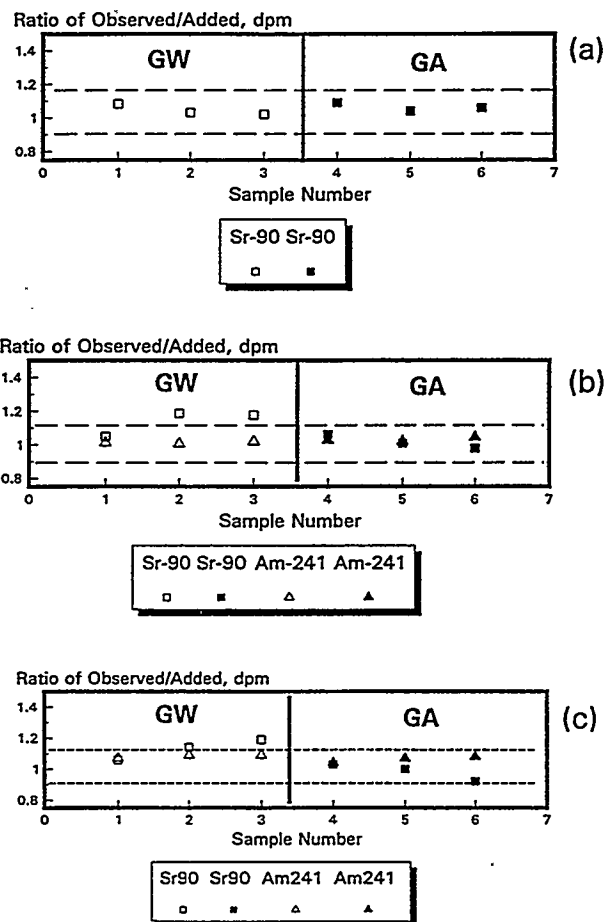 Ratio of Observed/Added, dpm
(a)
GW GA
1.4
1.2
1
0.8
0 1 2 3 4 5 6 7
Sample Number
Sr-90 Sr-90
Ratio of Observed/Added, dpm
(b)
GW GA
1.4
1.2
1
0.8
0 1 2 3 4 5 6 7
Sample Number
Sr-90 Sr-90 Am-241 Am-241
Ratio of Observed/Added, dpm
(c)
GW GA
1.4
1.2
1
0.8
0 1 2 3 4 5 6 7
Sample Number
Sr90 Sr90 Am241 Am241